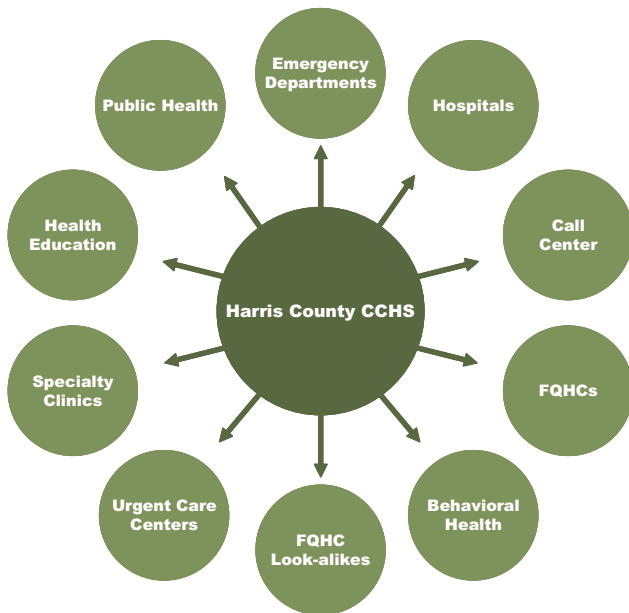 Emergency
Departments
Hospitals
Public Health
Call
Center
Health
Education
Harris County CCHS
FQHCs
Specialty
Clinics
Behavioral
Health
Urgent Care
Centers
FQHC
Look-alikes